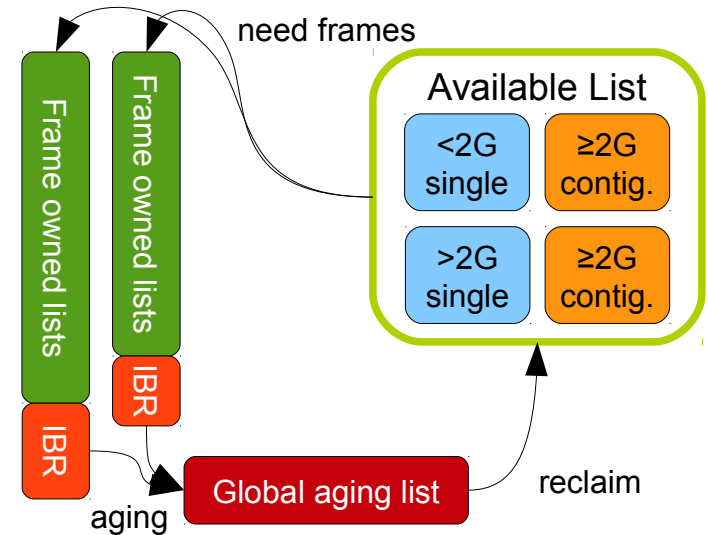 need frames
Frame owned lists
Frame owned lists
Available List
<2G
single
≥2G
contig.
>2G
single
≥2G
contig.
IBR
IBR
Global aging list
reclaim
aging